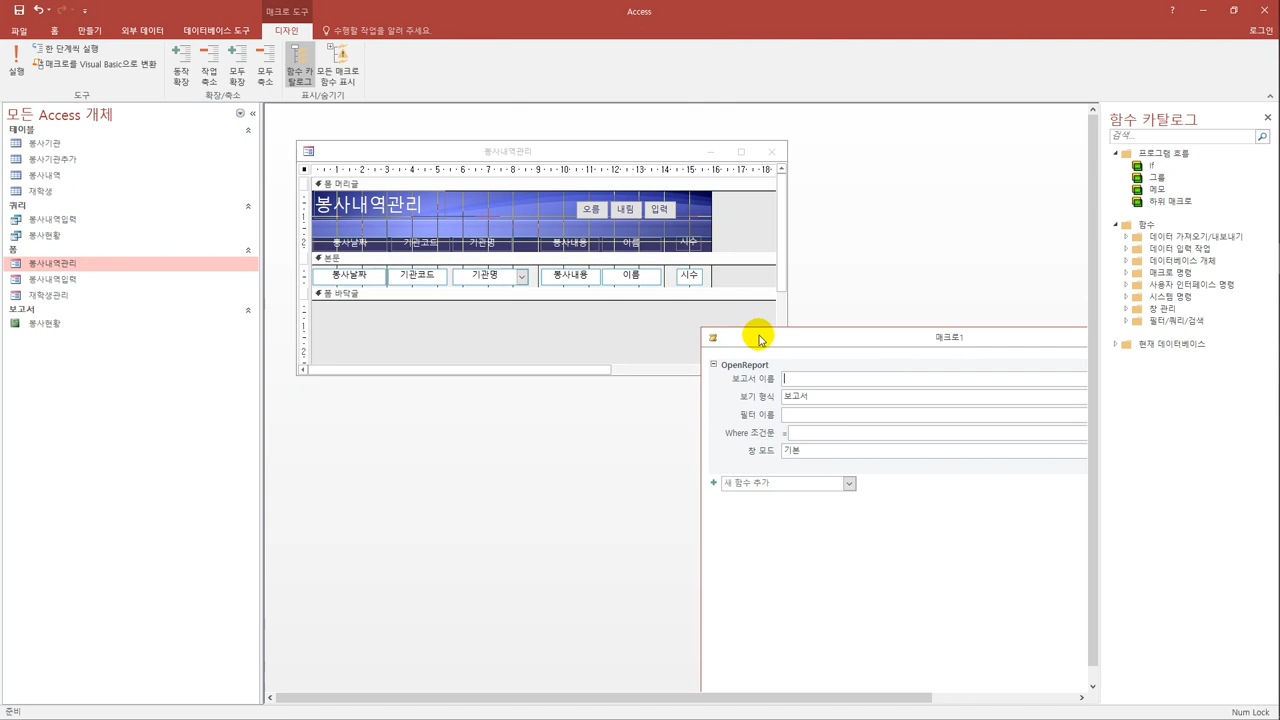 매크로 도구
Access
?
파일
홈
만들기
외부 데이터
데이터베이스 도구
디자인
수행할 작업을 알려 주세요.
로그인
실행
한 단계씩 실행
매크로를 Visual Basic으로 변환
동작 확장
작업 축소
모두 확장
모두 축소
함수 카탈로그
모든 매크로 함수 표시
도구
확장/축소
표시/숨기기
모든 Access 개체
테이블
봉사기관
봉사기관추가
봉사내역
재학생
쿼리
봉사내역입력
봉사현황
폼
봉사내역관리
봉사내역입력
재학생관리
보고서
봉사현황
봉사내역관리
1 2 3 4 5 6 7 8 9 10 11 12 13 14 15 16 17 18
폼 머리글
봉사내역관리
오름
내림
입력
봉사날짜
기관코드
기관명
봉사내용
이름
시수
본문
봉사날짜
기관코드
기관명
봉사내용
이름
시수
폼 바닥글
매크로1
OpenReport
보고서 이름
보기 형식
보고서
필터 이름
Where 조건문
=
창 모드
기본
새 함수 추가
함수 카탈로그
검색...
프로그램 흐름
If
그룹
메모
하위 매크로
함수
데이터 가져오기/내보내기
데이터 입력 작업
데이터베이스 개체
매크로 명령
사용자 인터페이스 명령
시스템 명령
창 관리
필터/쿼리/검색
현재 데이터베이스
준비
Num Lock